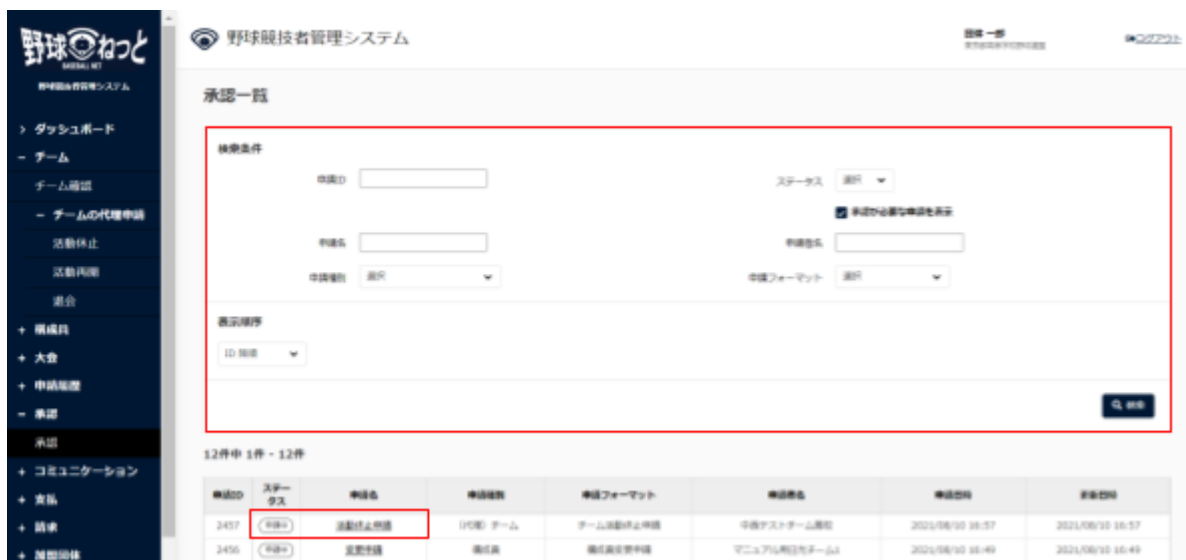 野球ねっと
BASEBALL NET
野球競技者管理システム
野球競技者管理システム
ログアウト
承認一覧
> ダッシュボード
- チーム
チーム確認
- チームの代理申請
活動休止
活動再開
退会
+ 構成員
+ 大会
+ 申請履歴
- 承認
承認
+ コミュニケーション
+ 支払
+ 請求
+ 加盟団体
検索条件
申請ID
ステータス 選択
承認が必要な申請を表示
申請名
申請者名
申請種別 選択
申請フォーマット 選択
表示順序
ID 降順
検索
12件中 1件 - 12件
申請ID ステータス 申請名 申請種別 申請フォーマット 申請者名 申請日時 更新日時
2457 申請中 活動休止申請 (代理) チーム チーム活動休止申請 2021/08/10 16:57 2021/08/10 16:57
2456 申請中 変更申請 構成員 構成員変更申請 2021/08/10 16:49 2021/08/10 16:49